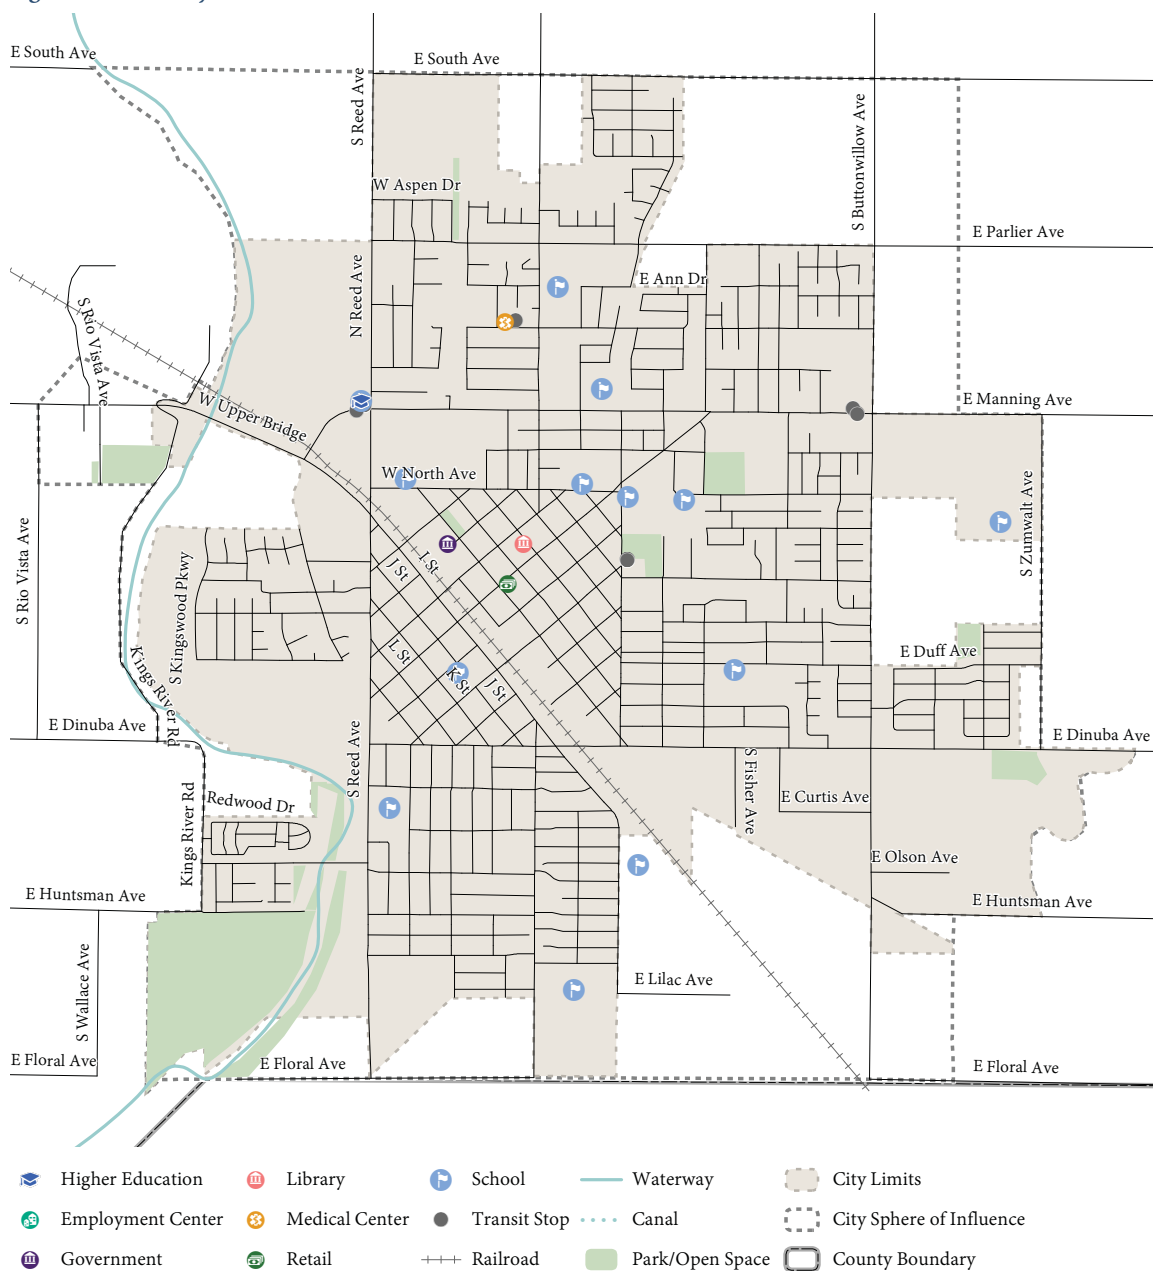 E South Ave
E South Ave
S Reed Ave
S Buttonwillow Ave
W Aspen Dr
E Parlier Ave
N Reed Ave
E Ann Dr
S Rio Vista Ave
W Upper Bridge
E Manning Ave
W North Ave
S Zumwalt Ave
S Rio Vista Ave
I St
J St
S Kingswood Pkwy
L St
K St
J St
E Duff Ave
Kings River Rd
E Dinuba Ave
E Dinuba Ave
S Reed Ave
S Fisher Ave
Redwood Dr
E Curtis Ave
Kings River Rd
E Olson Ave
E Huntsman Ave
E Huntsman Ave
S Wallace Ave
E Lilac Ave
E Floral Ave
E Floral Ave
E Floral Ave
Higher Education
Library
School
Waterway
City Limits
Employment Center
Medical Center
Transit Stop
Canal
City Sphere of Influence
Government
Retail
Railroad
Park/Open Space
County Boundary